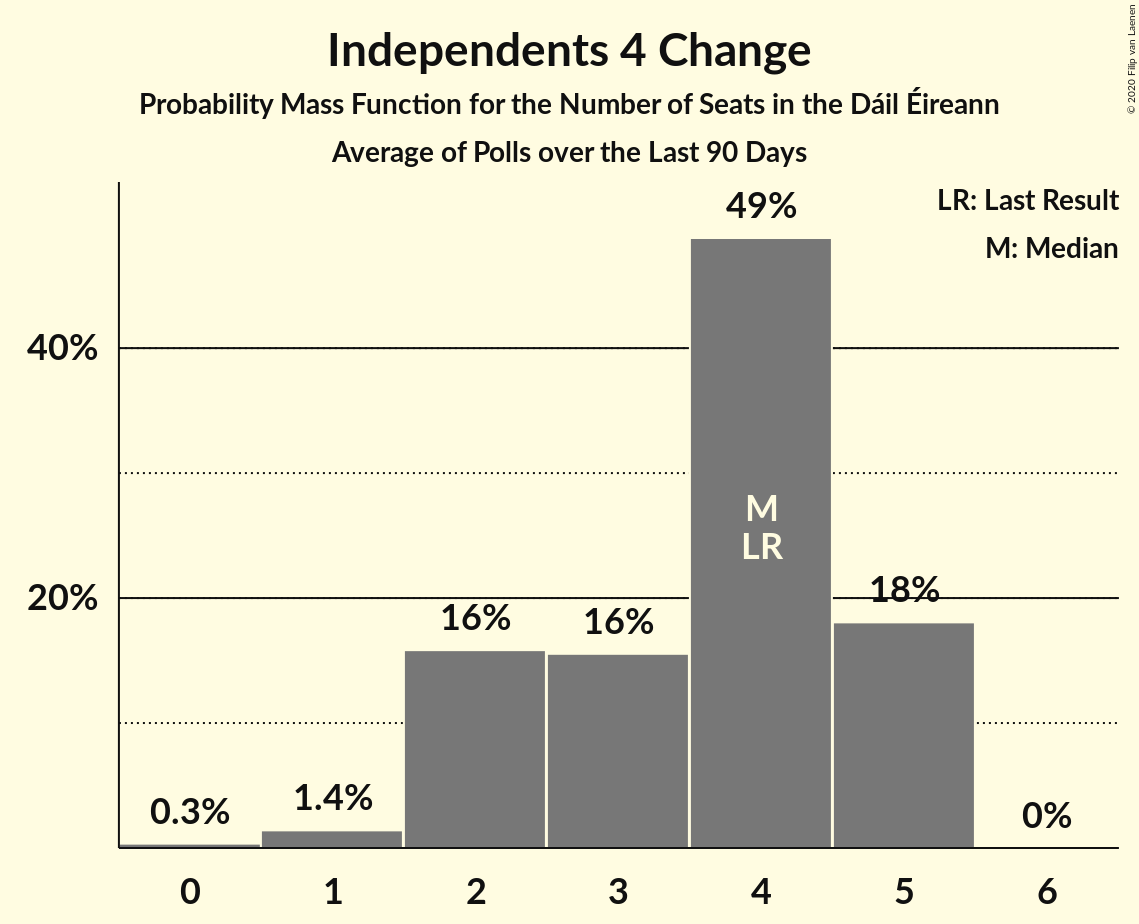 Independents 4 Change
Probability Mass Function for the Number of Seats in the Dáil Éireann
Average of Polls over the Last 90 Days
© 2020 Filip van Laenen
LR: Last Result
M: Median
40%
20%
0.3%
1.4%
16%
16%
49%
M
LR
18%
0%
0 1 2 3 4 5 6